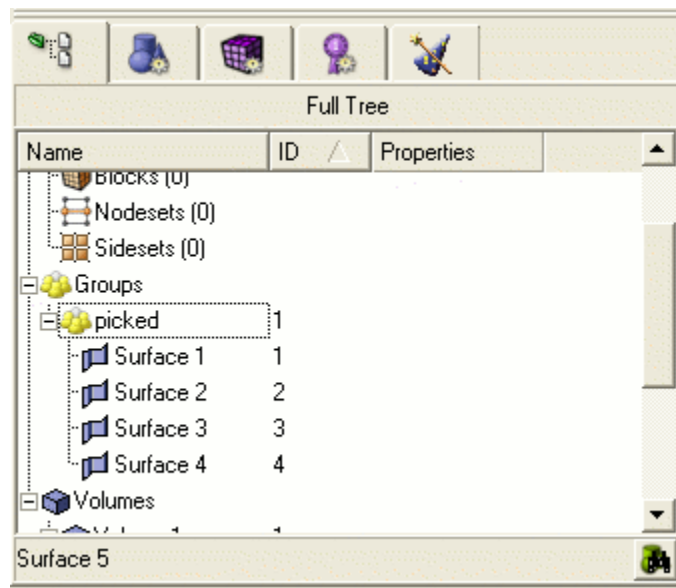 Full Tree
Name ID Properties
Blocks (0)
Nodesets (0)
Sidesets (0)
Groups
picked 1
Surface 1 1
Surface 2 2
Surface 3 3
Surface 4 4
Volumes
Surface 5